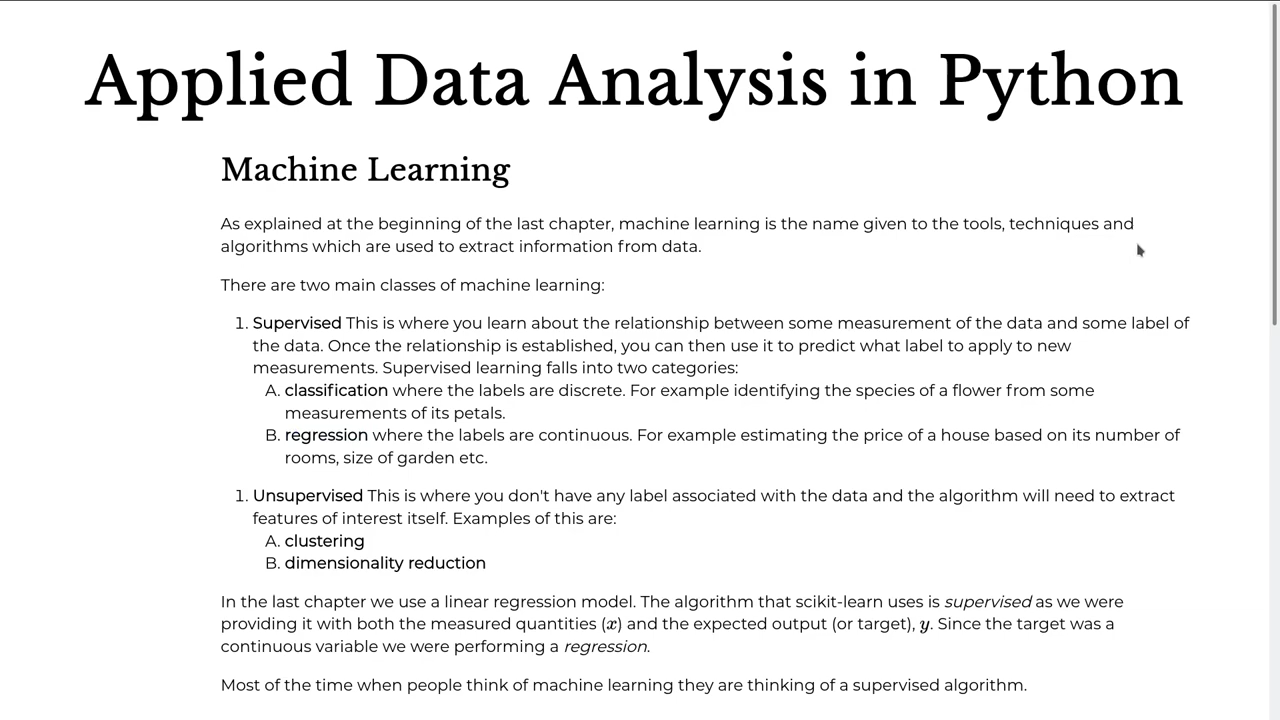 Applied Data Analysis in Python
Machine Learning
As explained at the beginning of the last chapter, machine learning is the name given to the tools, techniques and
algorithms which are used to extract information from data.
There are two main classes of machine learning:
1. Supervised This is where you learn about the relationship between some measurement of the data and some label of
the data. Once the relationship is established, you can then use it to predict what label to apply to new
measurements. Supervised learning falls into two categories:
A. classification where the labels are discrete. For example identifying the species of a flower from some
measurements of its petals.
B. regression where the labels are continuous. For example estimating the price of a house based on its number of
rooms, size of garden etc.
1. Unsupervised This is where you don't have any label associated with the data and the algorithm will need to extract
features of interest itself. Examples of this are:
A. clustering
B. dimensionality reduction
In the last chapter we use a linear regression model. The algorithm that scikit-learn uses is supervised as we were
providing it with both the measured quantities (x) and the expected output (or target), y. Since the target was a
continuous variable we were performing a regression.
Most of the time when people think of machine learning they are thinking of a supervised algorithm.